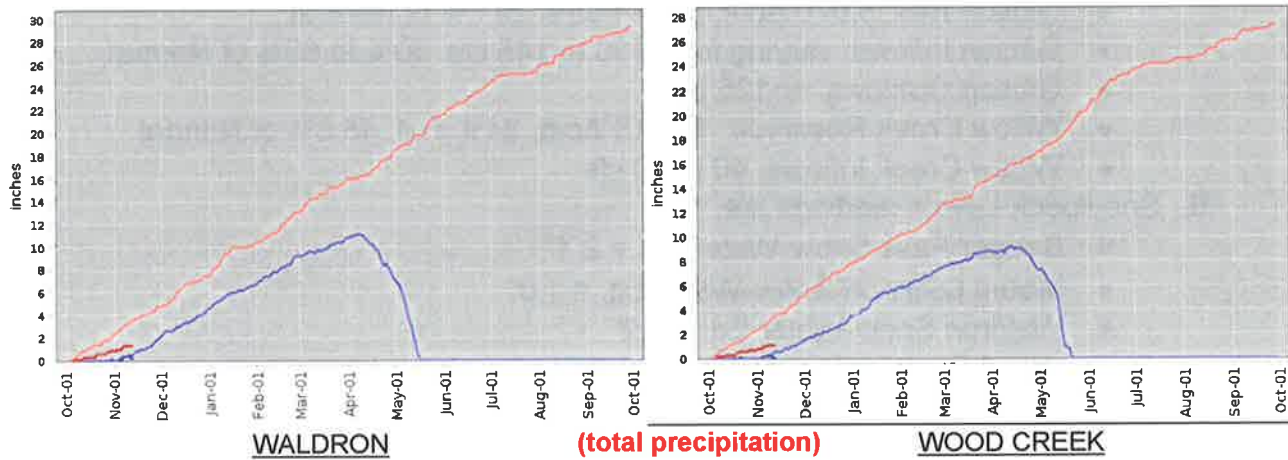 30
28
26
24
22
20
18
16
14
12
10
8
6
4
2
0
inches
Oct-01
Nov-01
Dec-01
Jan-01
Feb-01
Mar-01
Apr-01
May-01
Jun-01
Jul-01
Aug-01
Sep-01
Oct-01
WALDRON
(total precipitation)
28
26
24
22
20
18
16
14
12
10
8
6
4
2
0
inches
Oct-01
Nov-01
Dec-01
Jan-01
Feb-01
Mar-01
Apr-01
May-01
Jun-01
Jul-01
Aug-01
Sep-01
Oct-01
WOOD CREEK